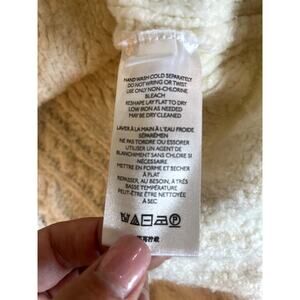 HAND WASH COLD SEPARATELY
DO NOT WRING OR TWIST
USE ONLY NON-CHLORINE
BLEACH
RESHAPE LAY FLAT TO DRY
LOW IRON AS NEEDED
MAY BE DRY CLEANED
LAVER À LA MAIN À L'EAU FROIDE
SÉPARÉMEN
NE PAS TORDRE OU ESSORER
UTILISER UN AGENT DE
BLANCHIMENT SANS CHLORE SI
NÉCESSAIRE
METTRE EN FORME ET SÉCHER
À PLAT
REPASSER, AU BESOIN, À TRÈS
BASSE TEMPÉRATURE
PEUT-ÊTRE ÊTRE NETTOYÉE
À SEC
P